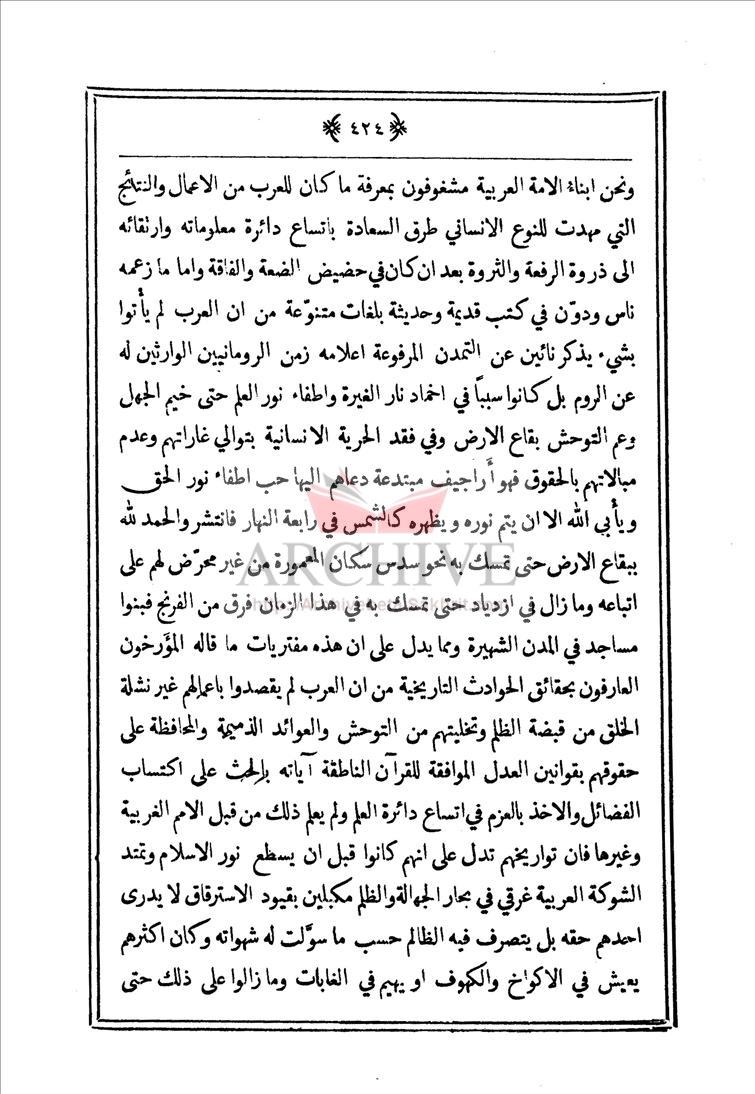 ﴿ ٤٢٤ ﴾
ونحن ابناء الامة العربية مشغوفون بمعرفة ما كان للعرب من الاعمال والنتائج
التي مهدت للنوع الانساني طرق السعادة باتساع دائرة معلوماته وارتقائه
الى ذروة الرفعة والثروة بعد ان كان في حضيض الضعة والفاقة واما ما زعمه
ناس ودوّن في كتب قديمة وحديثة بلغات متنوّعة من ان العرب لم يأتوا
بشيء يذكر نائين عن التمدن المرفوعة اعلامه زمن الرومانيين الوارثين له
عن الروم بل كانوا سبباً في اخماد نار الغيرة واطفاء نور العلم حتى خيم الجهل
وعم التوحش بقاع الارض وفي فقد الحرية الانسانية بتوالي غاراتهم وعدم
مبالاتهم بالحقوق فهو أراجيف مبتدعة دعاهم اليها حب اطفاء نور الحق
ويأبي الله الا ان يتم نوره ويظهره كالشمس في رابعة النهار فانتشر والحمد لله
ببقاع الارض حتى تمسك به نحو سدس سكان المعمورة من غير محرّض لهم على
اتباعه وما زال في ازدياد حتى تمسك به في هذا الزمان فرق من الفرنج فبنوا
مساجد في المدن الشهيرة ومما يدل على ان هذه مفتريات ما قاله المؤرخون
العارفون بحقائق الحوادث التاريخية من ان العرب لم يقصدوا باعمالهم غير نشلة
الخلق من قبضة الظلم وتخليتهم من التوحش والعوائد الذميمة والمحافظة على
حقوقهم بقوانين العدل الموافقة للقرآن الناطقة آياته بالحث على اكتساب
الفضائل والاخذ بالعزم في اتساع دائرة العلم ولم يعلم ذلك من قبل الامم الغربية
وغيرها فان تواريخهم تدل على انهم كانوا قبل ان يسطع نور الاسلام وتمتد
الشوكة العربية غرقي في بحار الجهالة والظلم مكبلين بقيود الاسترقاق لا يدرى
احدهم حقه بل يتصرف فيه الظالم حسب ما سوّلت له شهواته وكان اكثرهم
يعيش في الاكواخ والكهوف او يهيم في الغابات وما زالوا على ذلك حتى
ARCHIVE